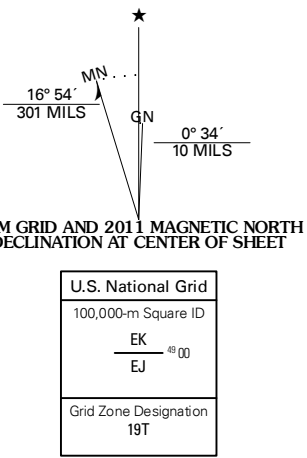 ★
MN
16° 54´
301 MILS
GN
0° 34´
10 MILS
M GRID AND 2011 MAGNETIC NORTH
DECLINATION AT CENTER OF SHEET
U.S. National Grid
100,000-m Square ID
EK
49 00
EJ
Grid Zone Designation
19T